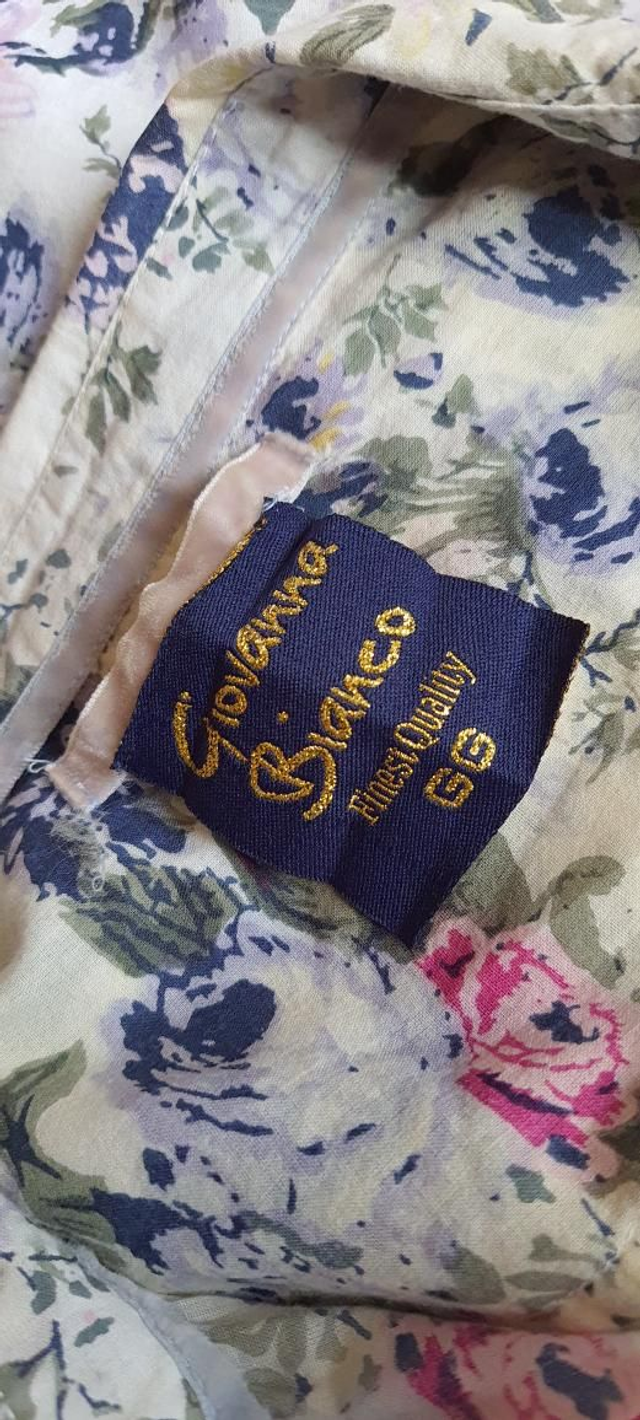 Giovanna
Bianco
Finest Quality
GG